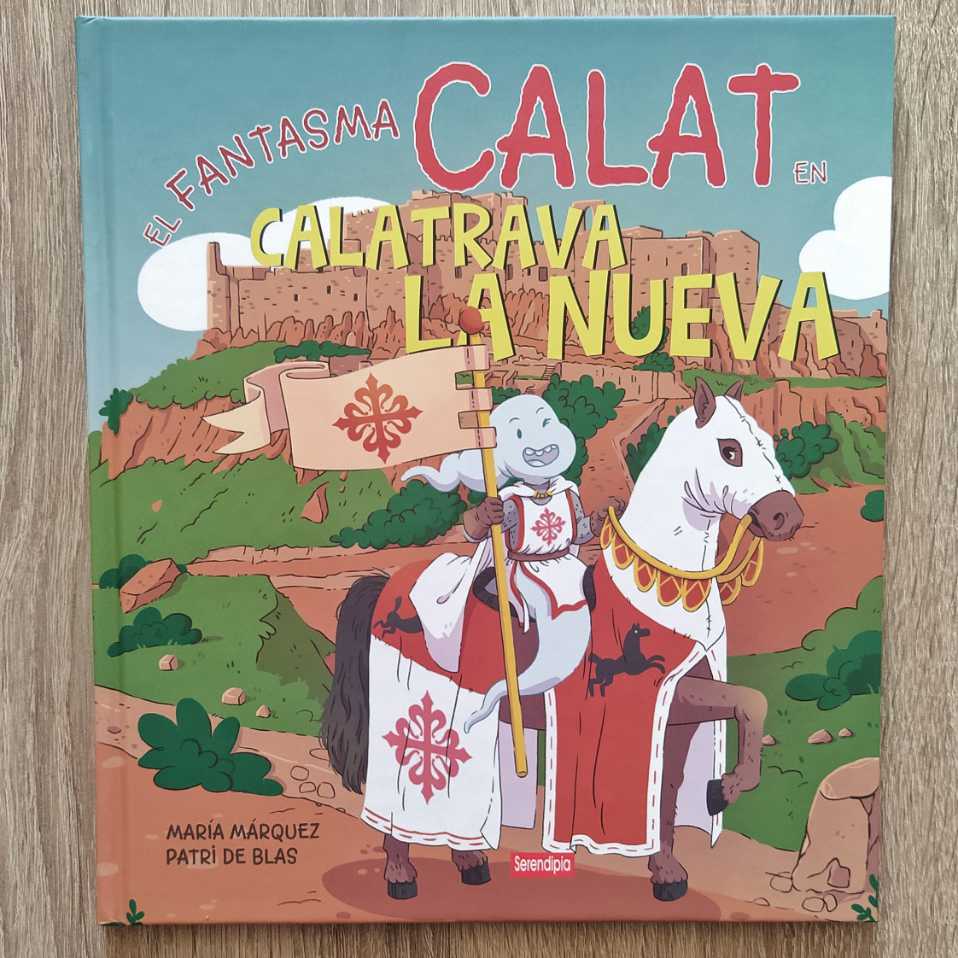 EL FANTASMA CALAT EN
CALATRAVA
LA NUEVA
MARÍA MÁRQUEZ
PATRI DE BLAS
Serendipia